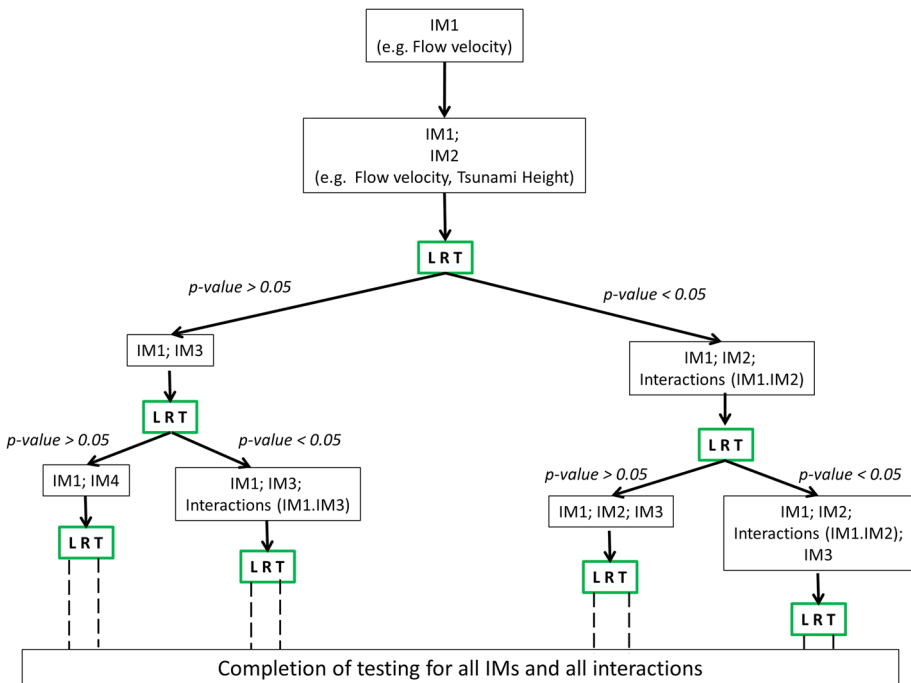 IM1
(e.g. Flow velocity)
IM1;
IM2
(e.g. Flow velocity, Tsunami Height)
L R T
p-value > 0.05
p-value < 0.05
IM1; IM3
IM1; IM2;
Interactions (IM1.IM2)
L R T
L R T
p-value > 0.05
p-value < 0.05
p-value > 0.05
p-value < 0.05
IM1; IM4
IM1; IM3;
Interactions (IM1.IM3)
IM1; IM2; IM3
IM1; IM2;
Interactions (IM1.IM2);
IM3
L R T
L R T
L R T
L R T
Completion of testing for all IMs and all interactions